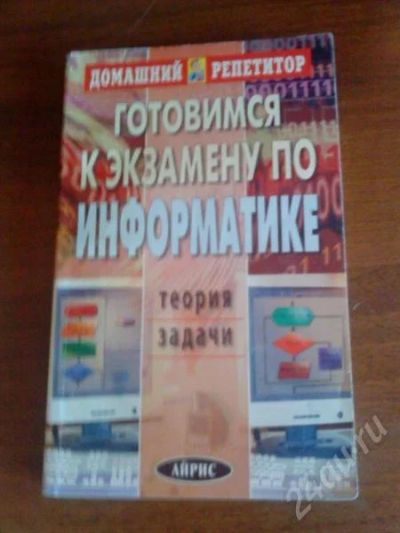 ДОМАШНИЙ РЕПЕТИТОР
ГОТОВИМСЯ
К ЭКЗАМЕНУ ПО
ИНФОРМАТИКЕ
теория
задачи
АЙРИС
24au.ru